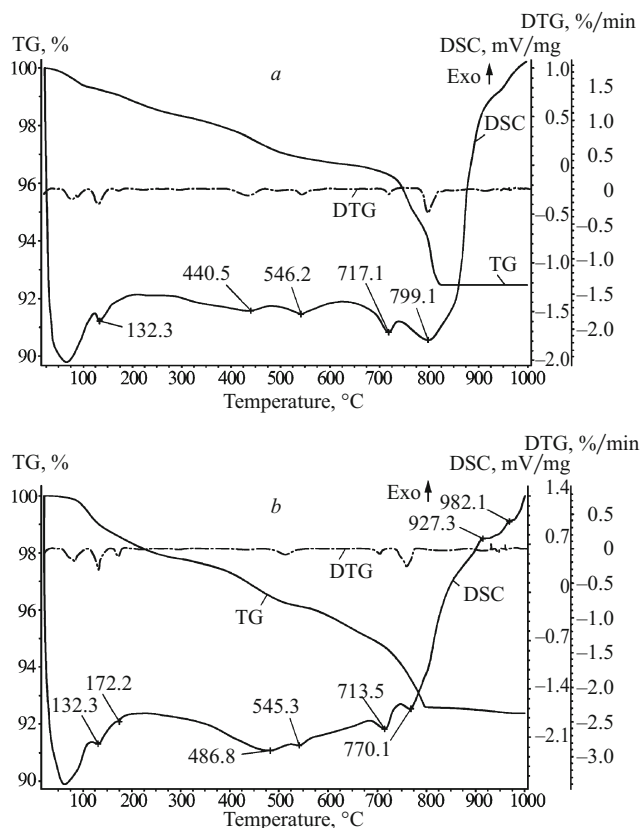 DTG, %/min
TG, %
DSC, mV/mg
a
Exo
100
1.0
1.5
DSC
98
0.5
1.0
0.5
96
0
0
DTG
–0.5
–0.5
94
–1.0
–1.0
440.5
546.2
717.1
TG
92
799.1
–1.5
–1.5
132.3
–2.0
90
–2.0
100 200 300 400 500 600 700 800 900 1000
Temperature, °C
DTG, %/min
TG, %
DSC, mV/mg
b
Exo
1.4
100
982.1
927.3
0.5
0.7
98
0
DTG
DSC
0
–0.5
TG
96
–1.0
–0.7
–1.5
94
172.2
713.5
132.3
545.3
–1.4
–2.0
92
–2.1
–2.5
486.8
770.1
–3.0
90
100 200 300 400 500 600 700 800 900 1000
Temperature, °C